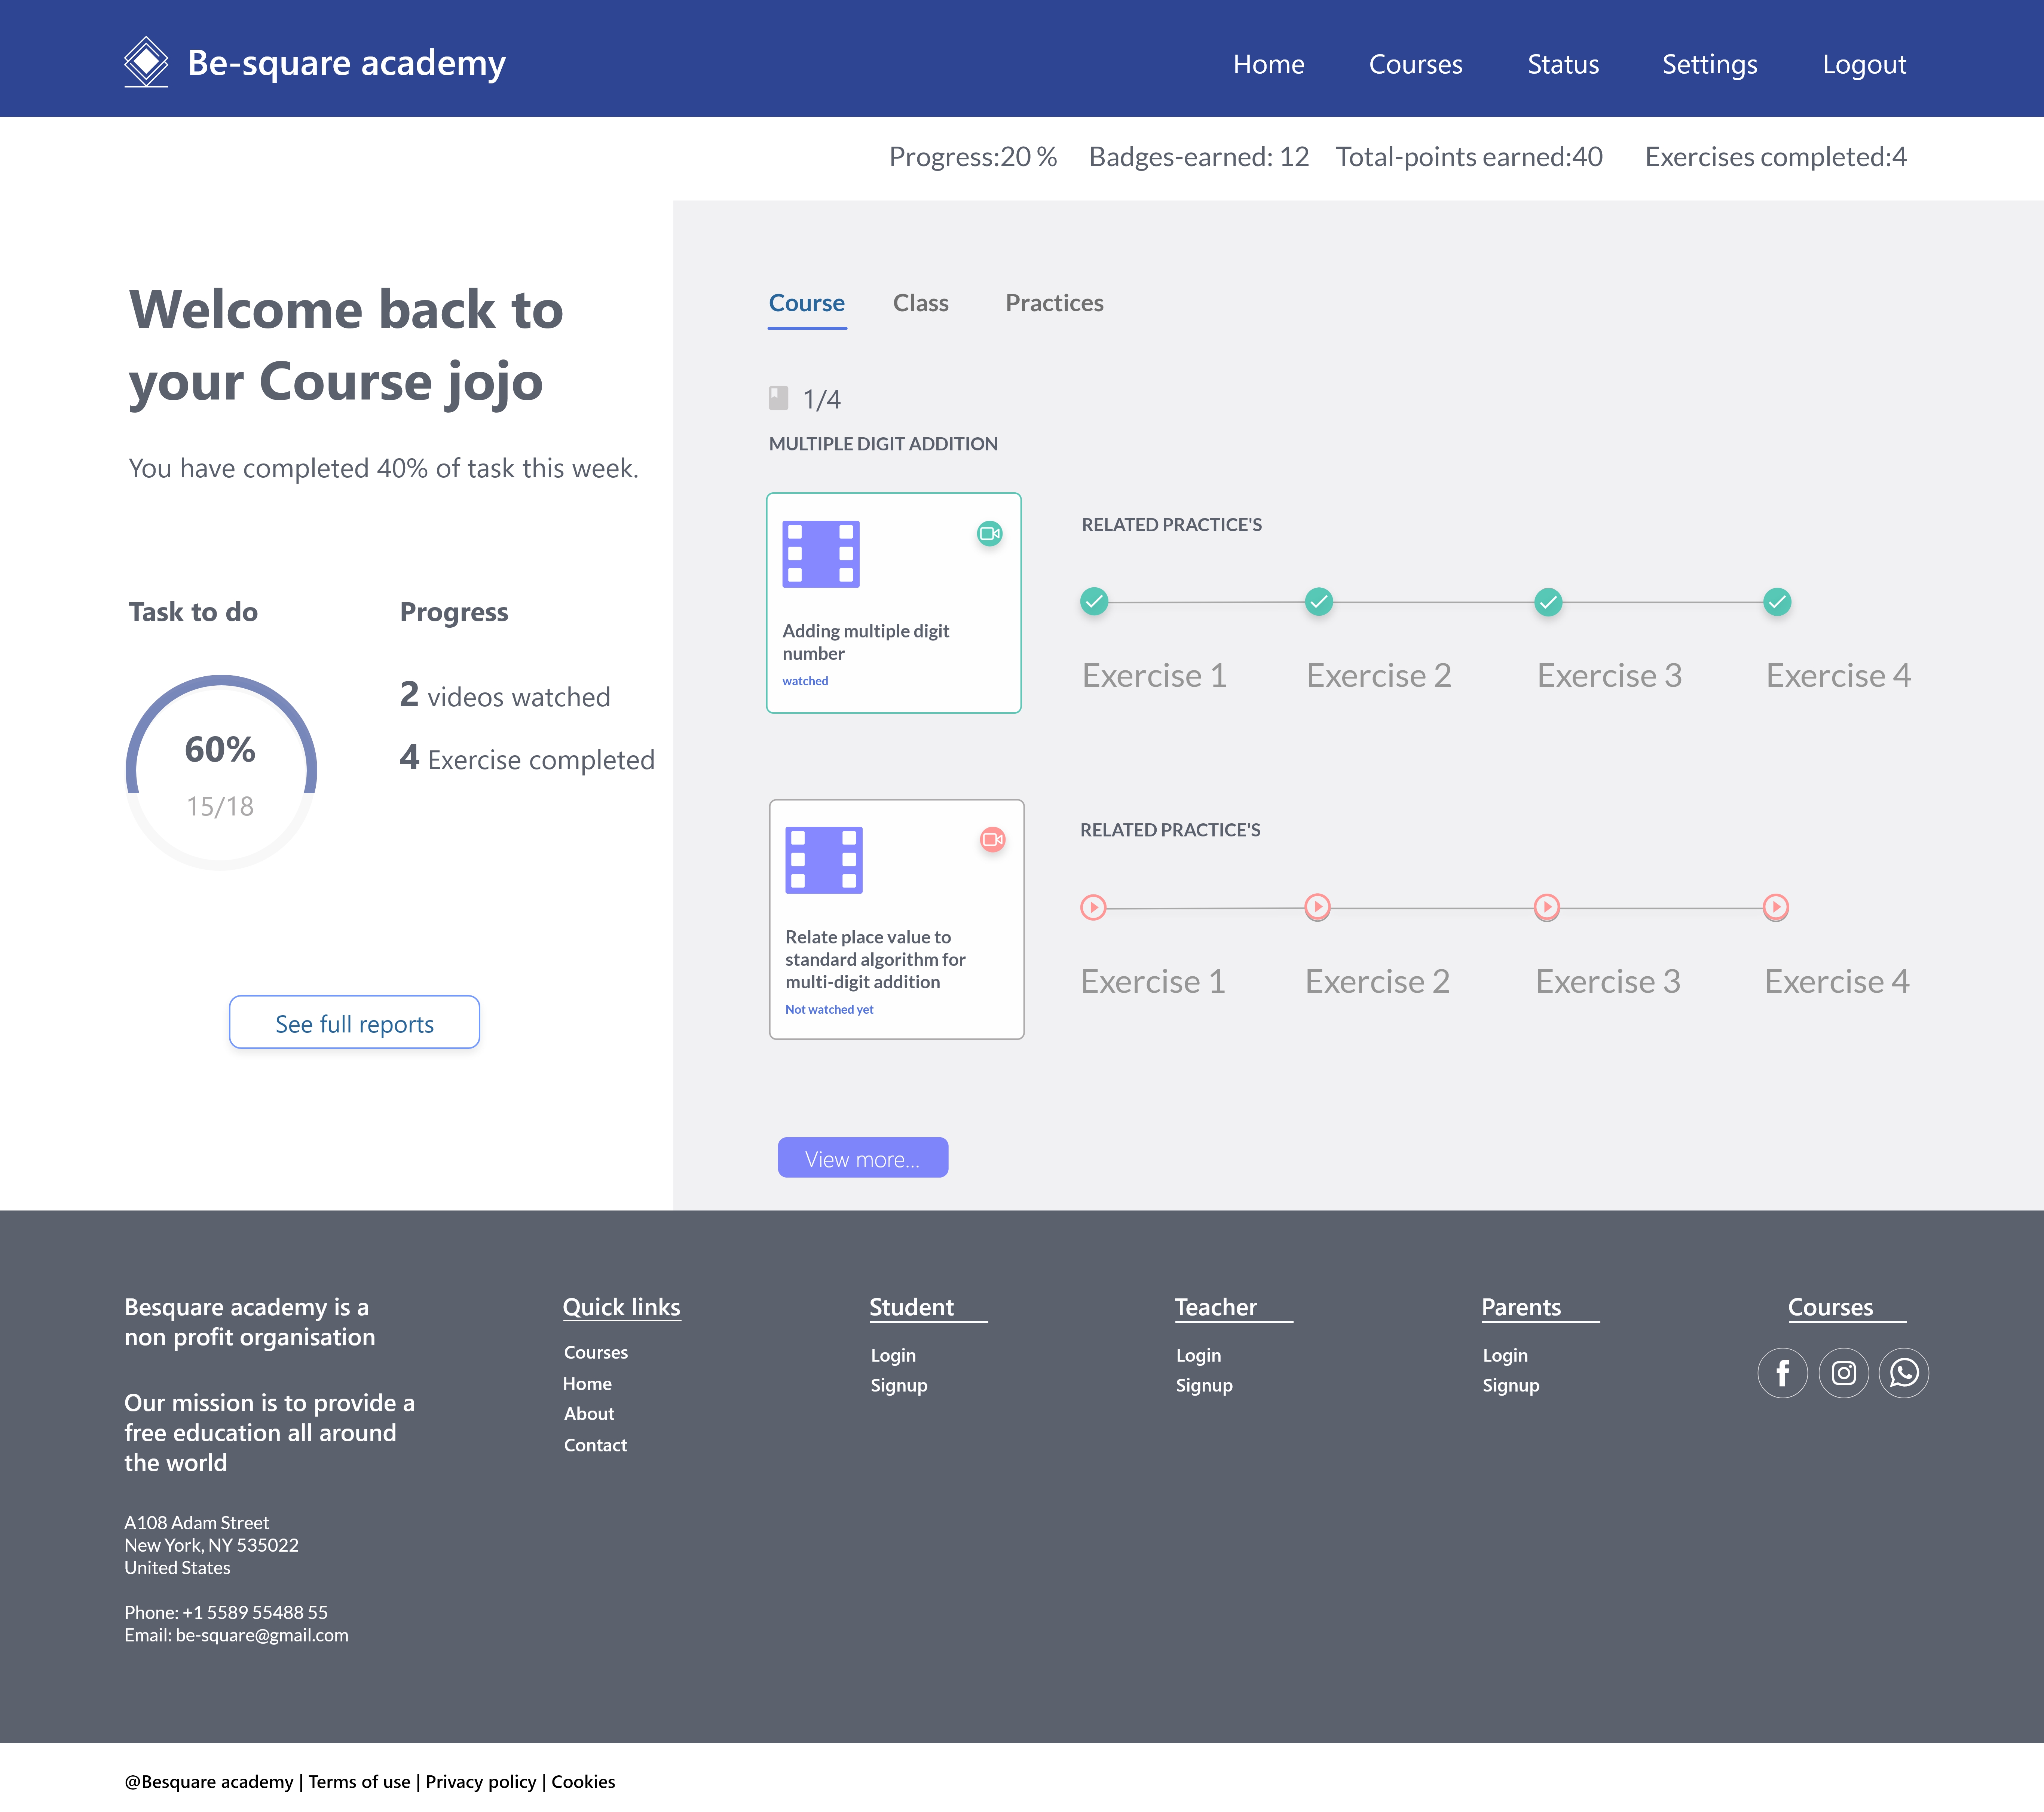 Be-square academy
Home Courses Status Settings Logout
Progress:20 % Badges-earned: 12 Total-points earned:40 Exercises completed:4
Welcome back to
your Course jojo
You have completed 40% of task this week.
Task to do
60%
15/18
Progress
2 videos watched
4 Exercise completed
See full reports
Course Class Practices
1/4
MULTIPLE DIGIT ADDITION
Adding multiple digit
number
watched
RELATED PRACTICE'S
Exercise 1 Exercise 2 Exercise 3 Exercise 4
Relate place value to
standard algorithm for
multi-digit addition
Not watched yet
RELATED PRACTICE'S
Exercise 1 Exercise 2 Exercise 3 Exercise 4
View more...
Besquare academy is a
non profit organisation
Our mission is to provide a
free education all around
the world
A108 Adam Street
New York, NY 535022
United States
Phone: +1 5589 55488 55
Email: be-square@gmail.com
Quick links
Courses
Home
About
Contact
Student
Login
Signup
Teacher
Login
Signup
Parents
Login
Signup
Courses
@Besquare academy | Terms of use | Privacy policy | Cookies